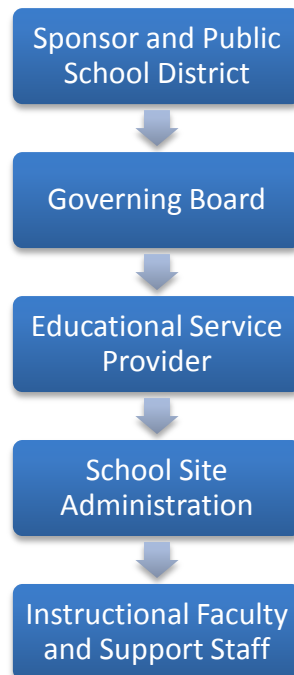 Sponsor and Public
School District
Governing Board
Educational Service
Provider
School Site
Administration
Instructional Faculty
and Support Staff